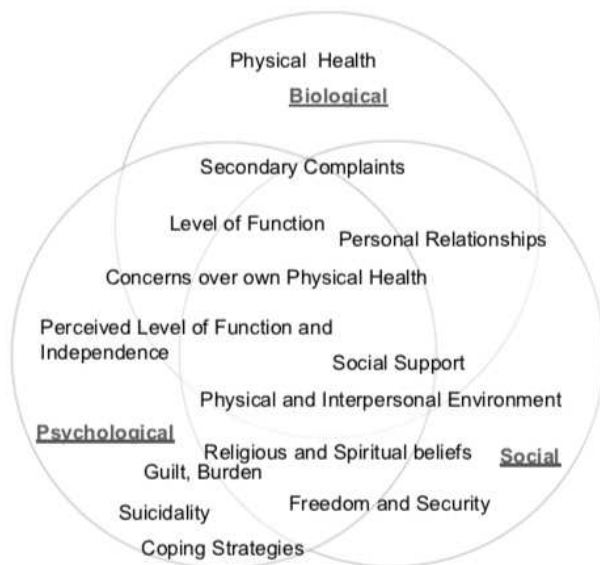 Physical Health
Biological
Secondary Complaints
Level of Function
Personal Relationships
Concerns over own Physical Health
Perceived Level of Function and
Independence
Social Support
Physical and Interpersonal Environment
Psychological
Religious and Spiritual beliefs
Social
Guilt, Burden
Suicidality
Freedom and Security
Coping Strategies